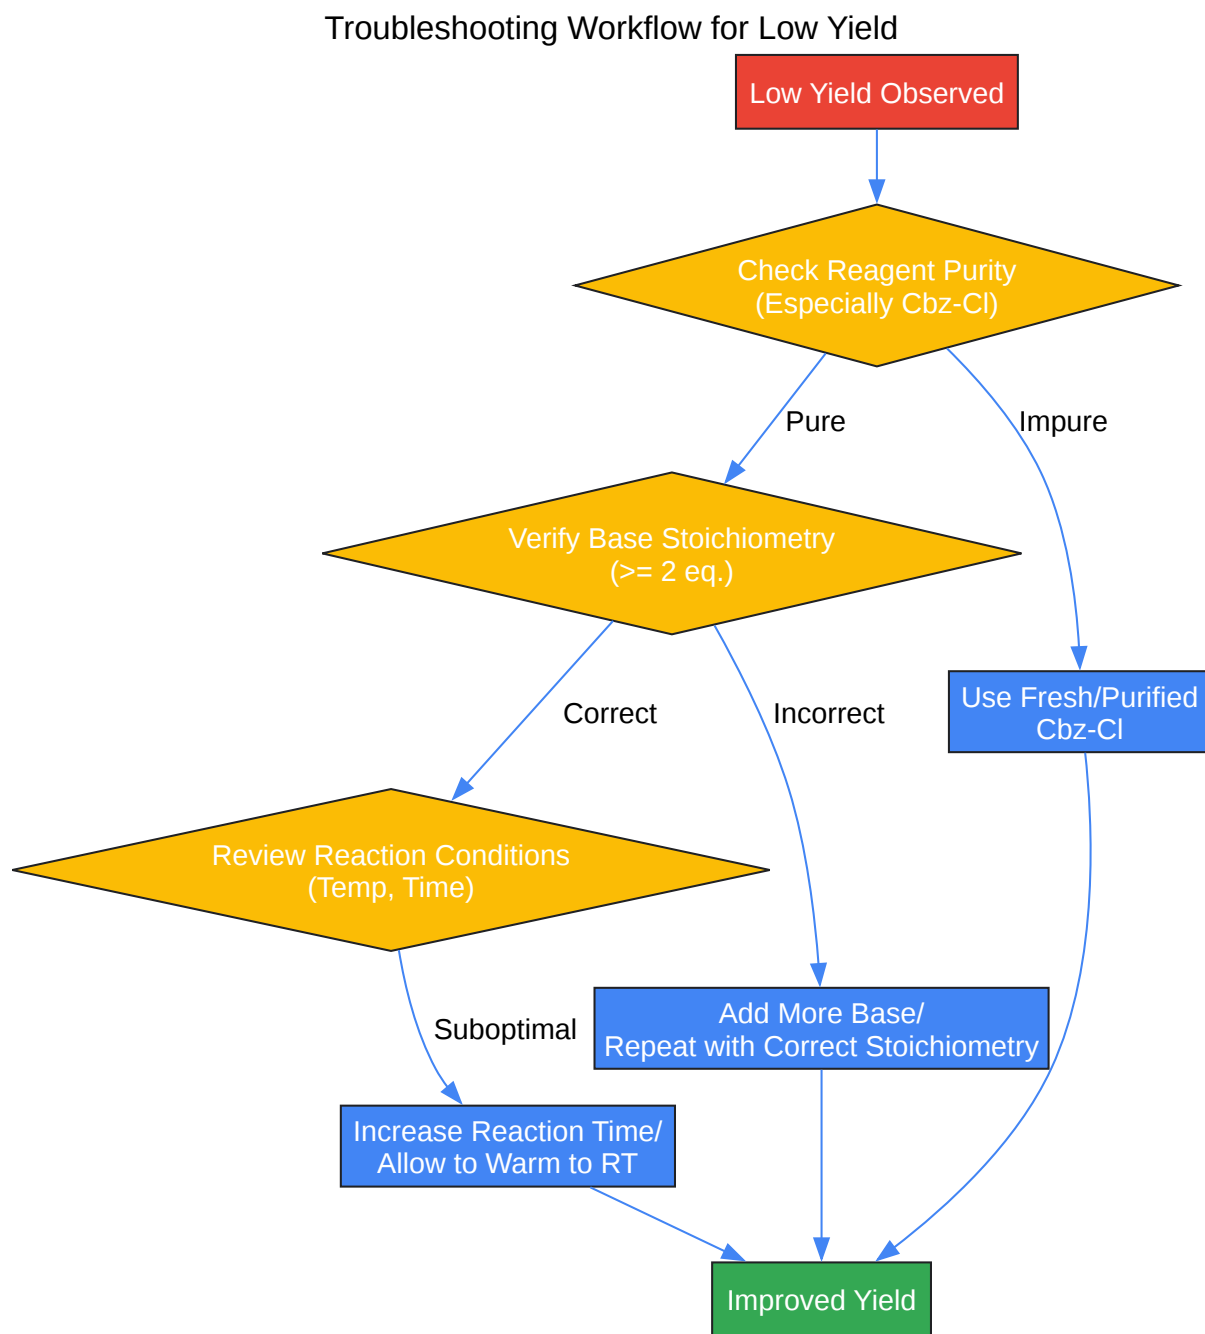 Troubleshooting Workflow for Low Yield
Low Yield Observed
Check Reagent Purity
(Especially Cbz-Cl)
Pure
Impure
Verify Base Stoichiometry
(>= 2 eq.)
Correct
Incorrect
Use Fresh/Purified
Cbz-Cl
Review Reaction Conditions
(Temp, Time)
Suboptimal
Add More Base/
Repeat with Correct Stoichiometry
Increase Reaction Time/
Allow to Warm to RT
Improved Yield